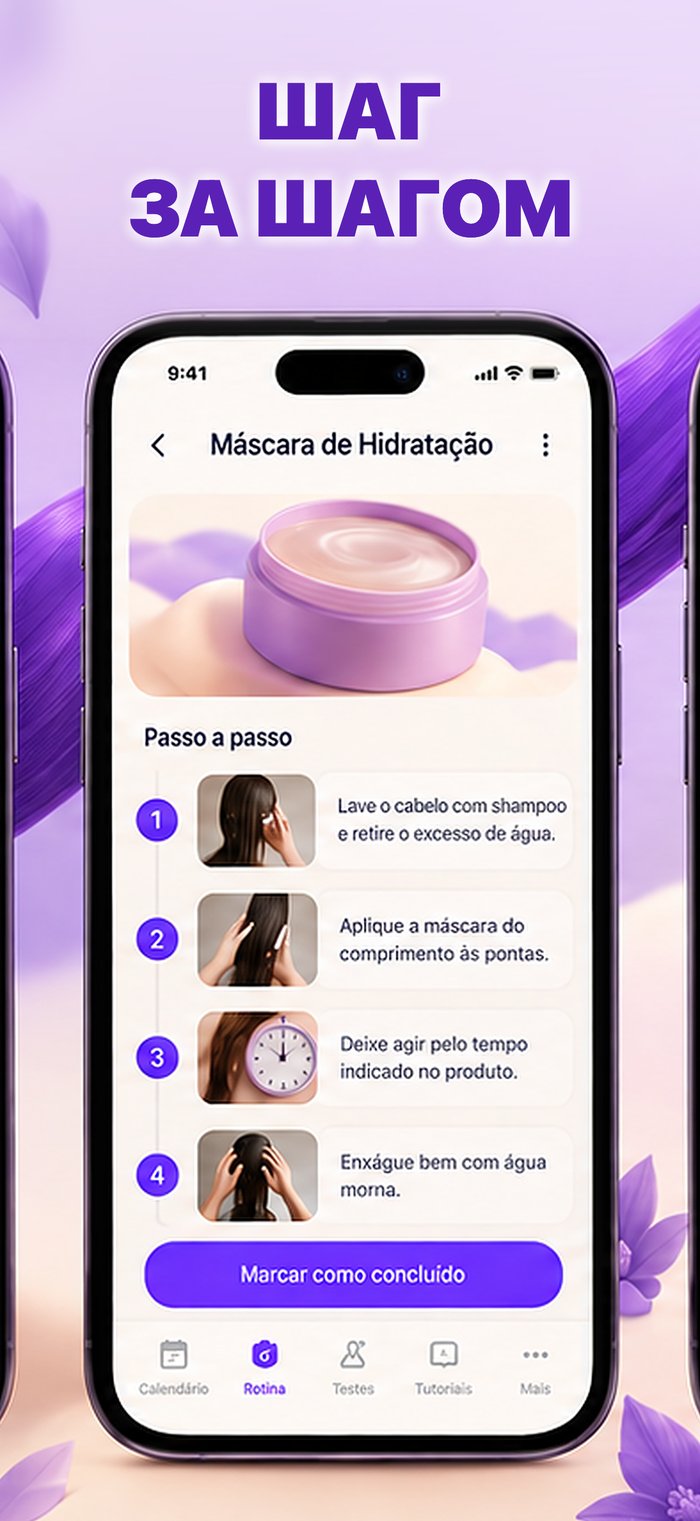 ШАГ
ЗА ШАГОМ
9:41
Máscara de Hidratação
Passo a passo
1
Lave o cabelo com shampoo
e retire o excesso de água.
2
Aplique a máscara do
comprimento às pontas.
3
Deixe agir pelo tempo
indicado no produto.
4
Enxágue bem com água
morna.
Marcar como concluído
Calendário
Rotina
Testes
Tutoriais
Mais